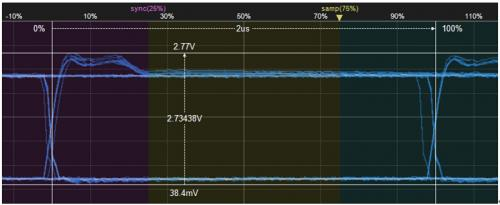 sync(25%) samp(75%)
-10% 10% 30% 50% 70% 90% 110%
0% 2us 100%
2.77V
2.73438V
38.4mV